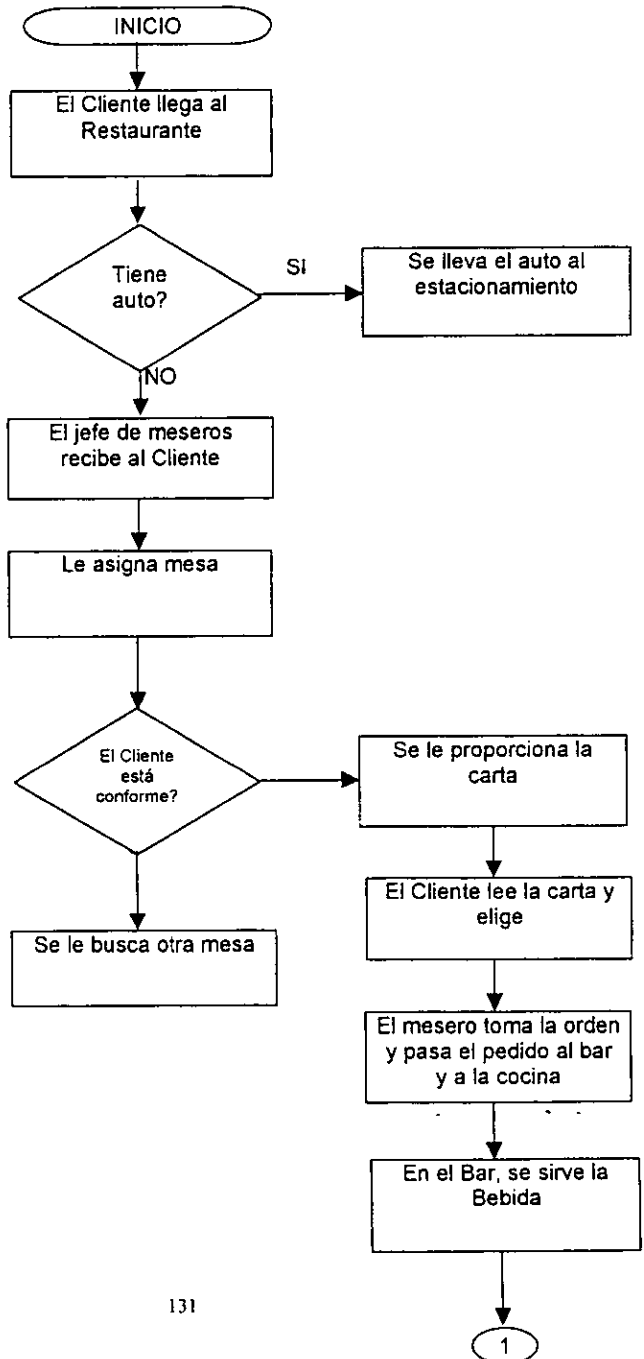 INICIO
El Cliente llega al
Restaurante
Tiene
auto?
SI
Se lleva el auto al
estacionamiento
NO
El jefe de meseros
recibe al Cliente
Le asigna mesa
El Cliente
está
conforme?
Se le proporciona la
carta
El Cliente lee la carta y
elige
Se le busca otra mesa
El mesero toma la orden
y pasa el pedido al bar
y a la cocina
En el Bar, se sirve la
Bebida
131
1